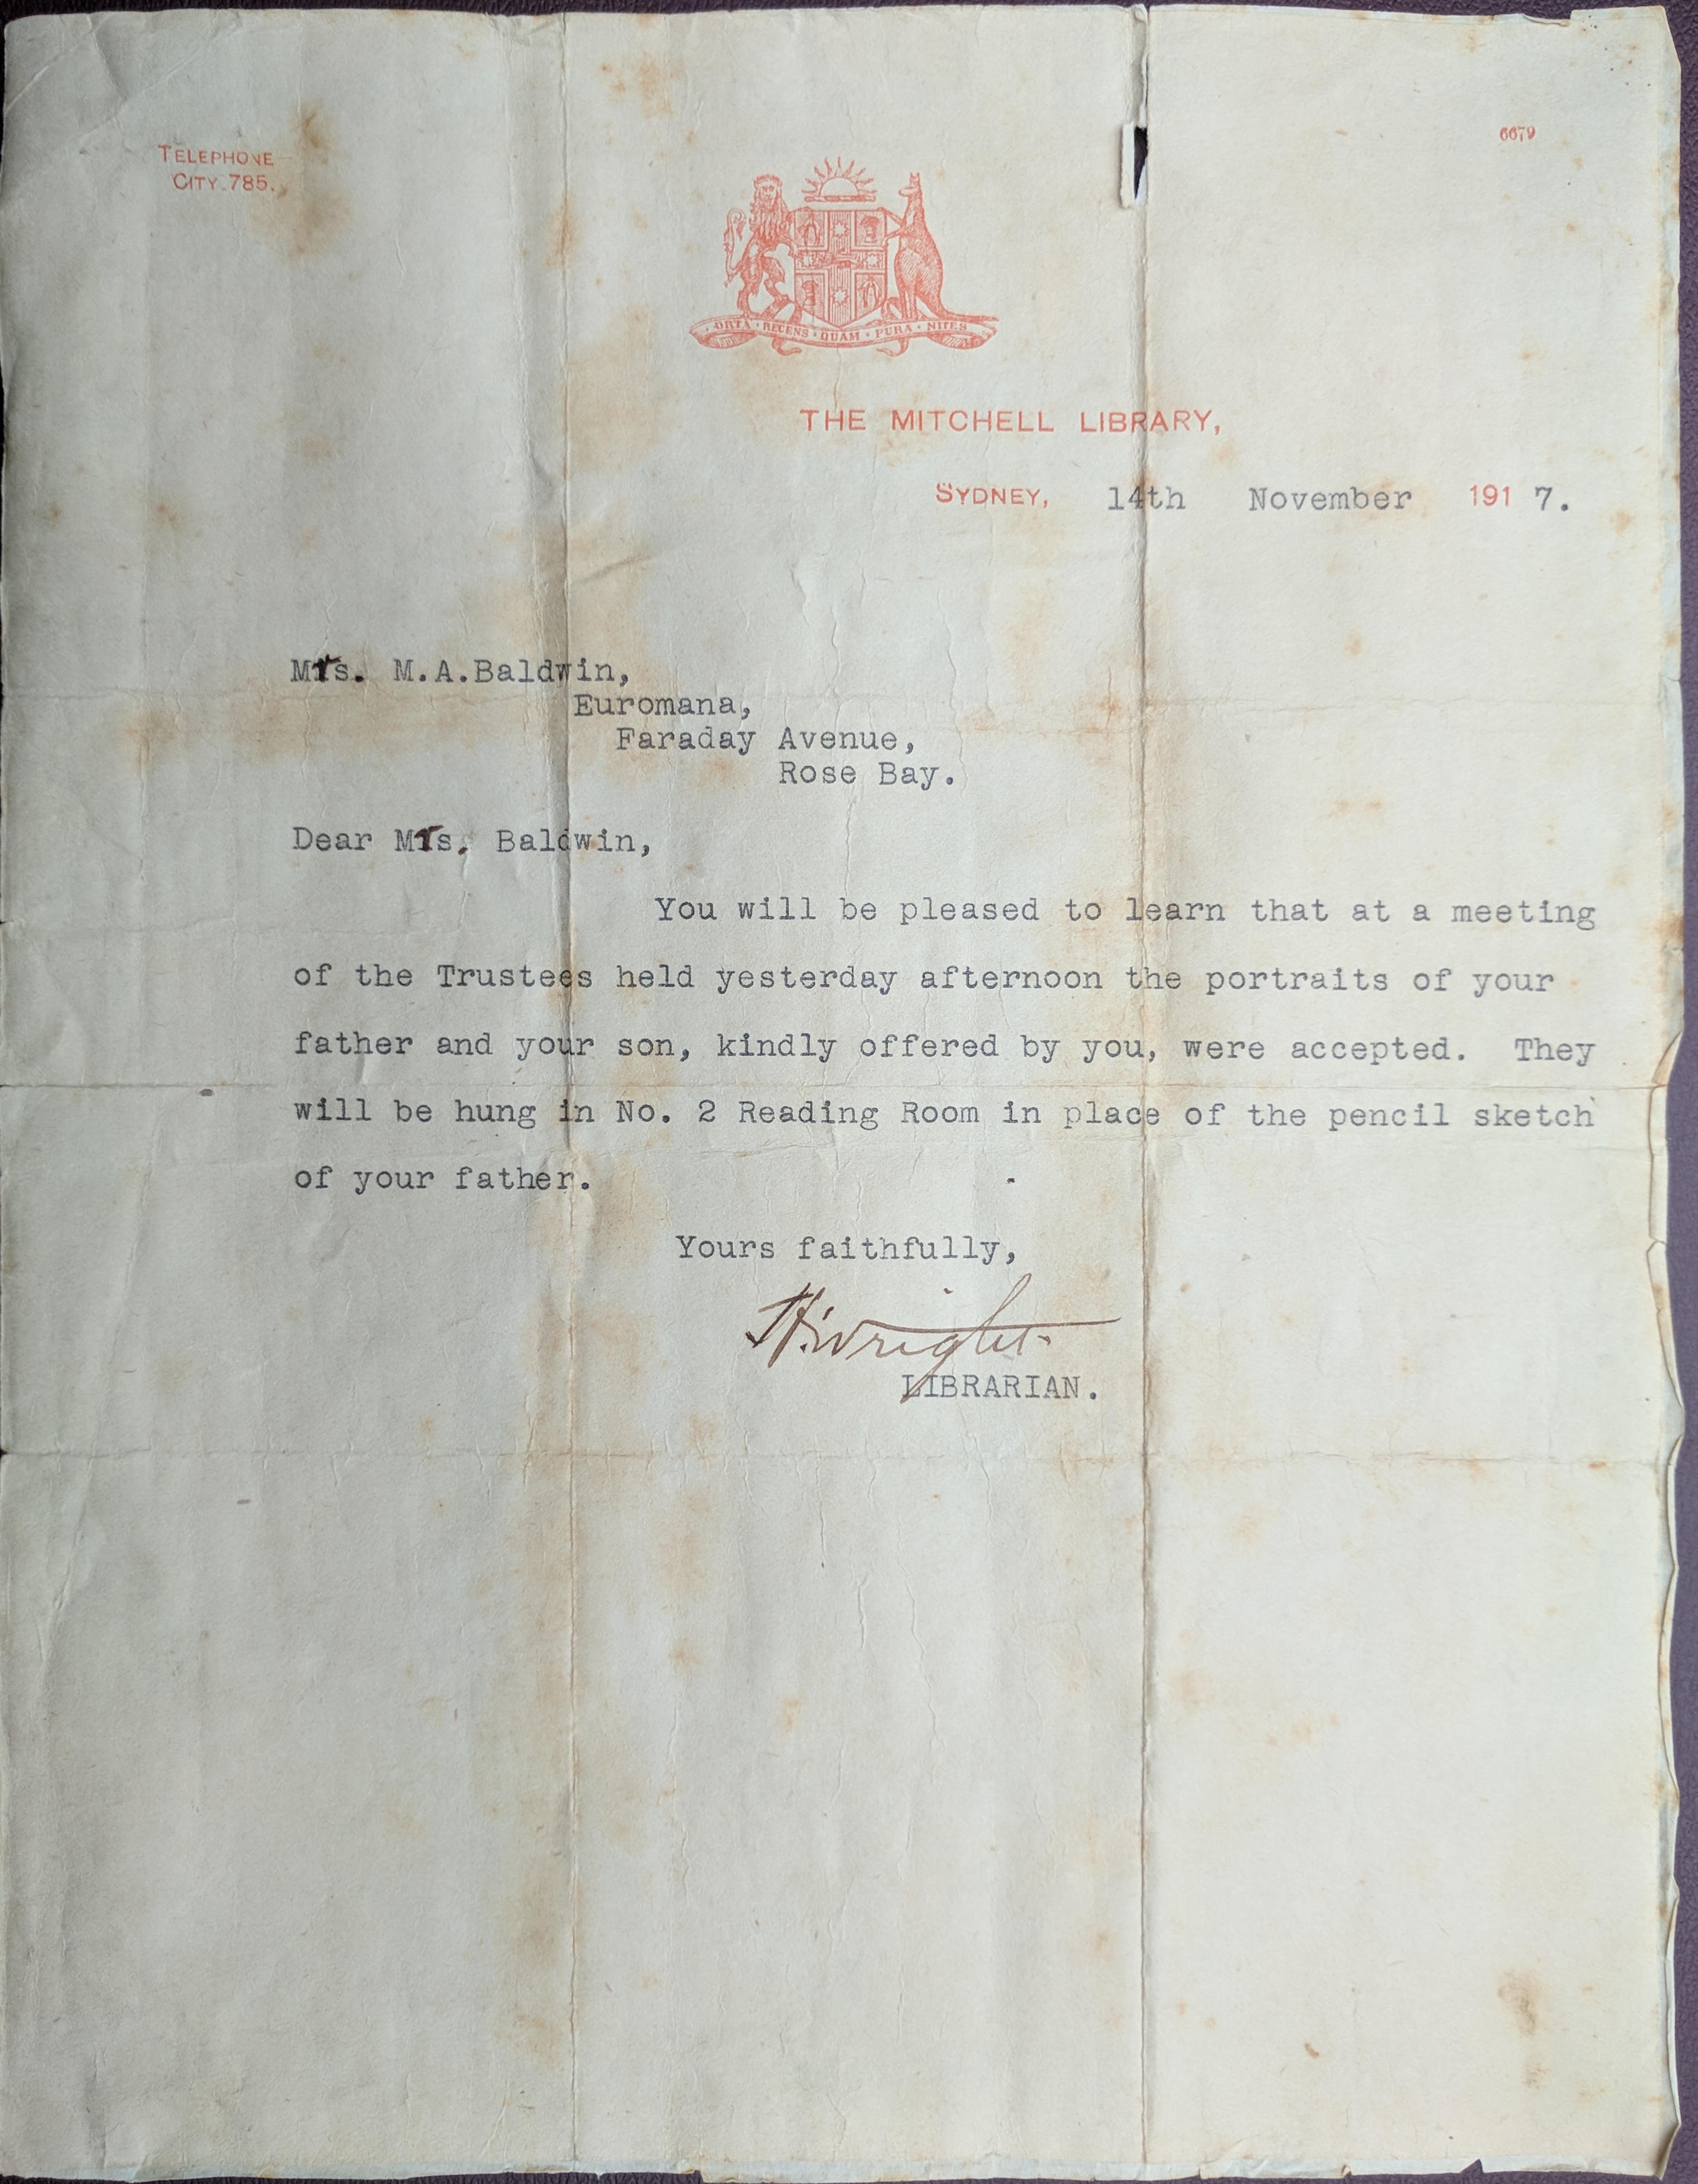 TELEPHONE
CITY 785.
6679
ORTA · RECENS · QUAM · PURA · NITES
THE MITCHELL LIBRARY,
SYDNEY, 14th November 191 7.
Mrs. M.A.Baldwin,
Euromana,
Faraday Avenue,
Rose Bay.
Dear Mrs. Baldwin,
You will be pleased to learn that at a meeting
of the Trustees held yesterday afternoon the portraits of your
father and your son, kindly offered by you, were accepted. They
will be hung in No. 2 Reading Room in place of the pencil sketch
of your father.
Yours faithfully,
H. Wright
LIBRARIAN.